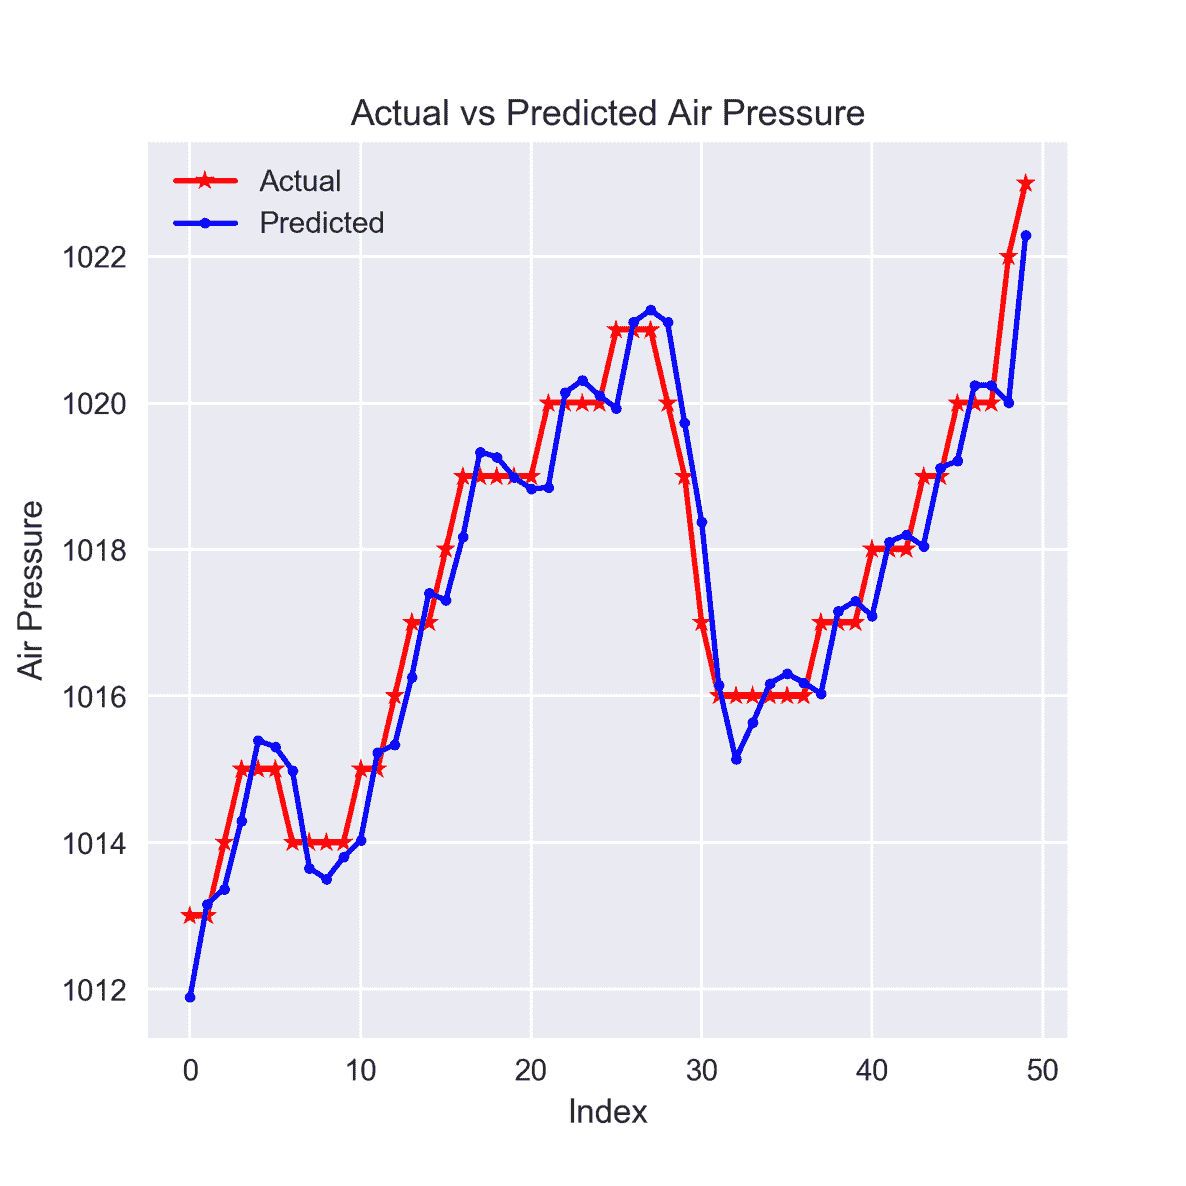 Actual vs Predicted Air Pressure
Actual
Predicted
1022
1020
1018
1016
1014
1012
Air Pressure
0 10 20 30 40 50
Index